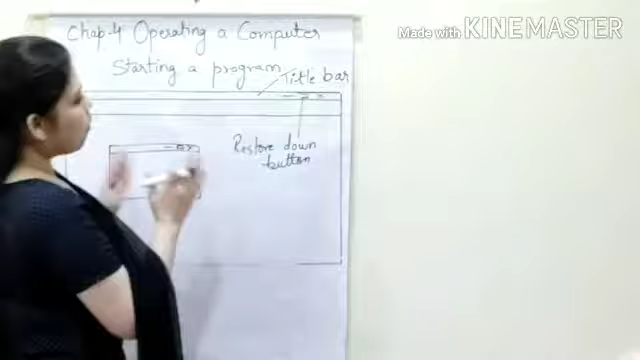 Chap-4 Operating a Computer
Starting a program
Title bar
Restore down
button
Made with KINEMASTER